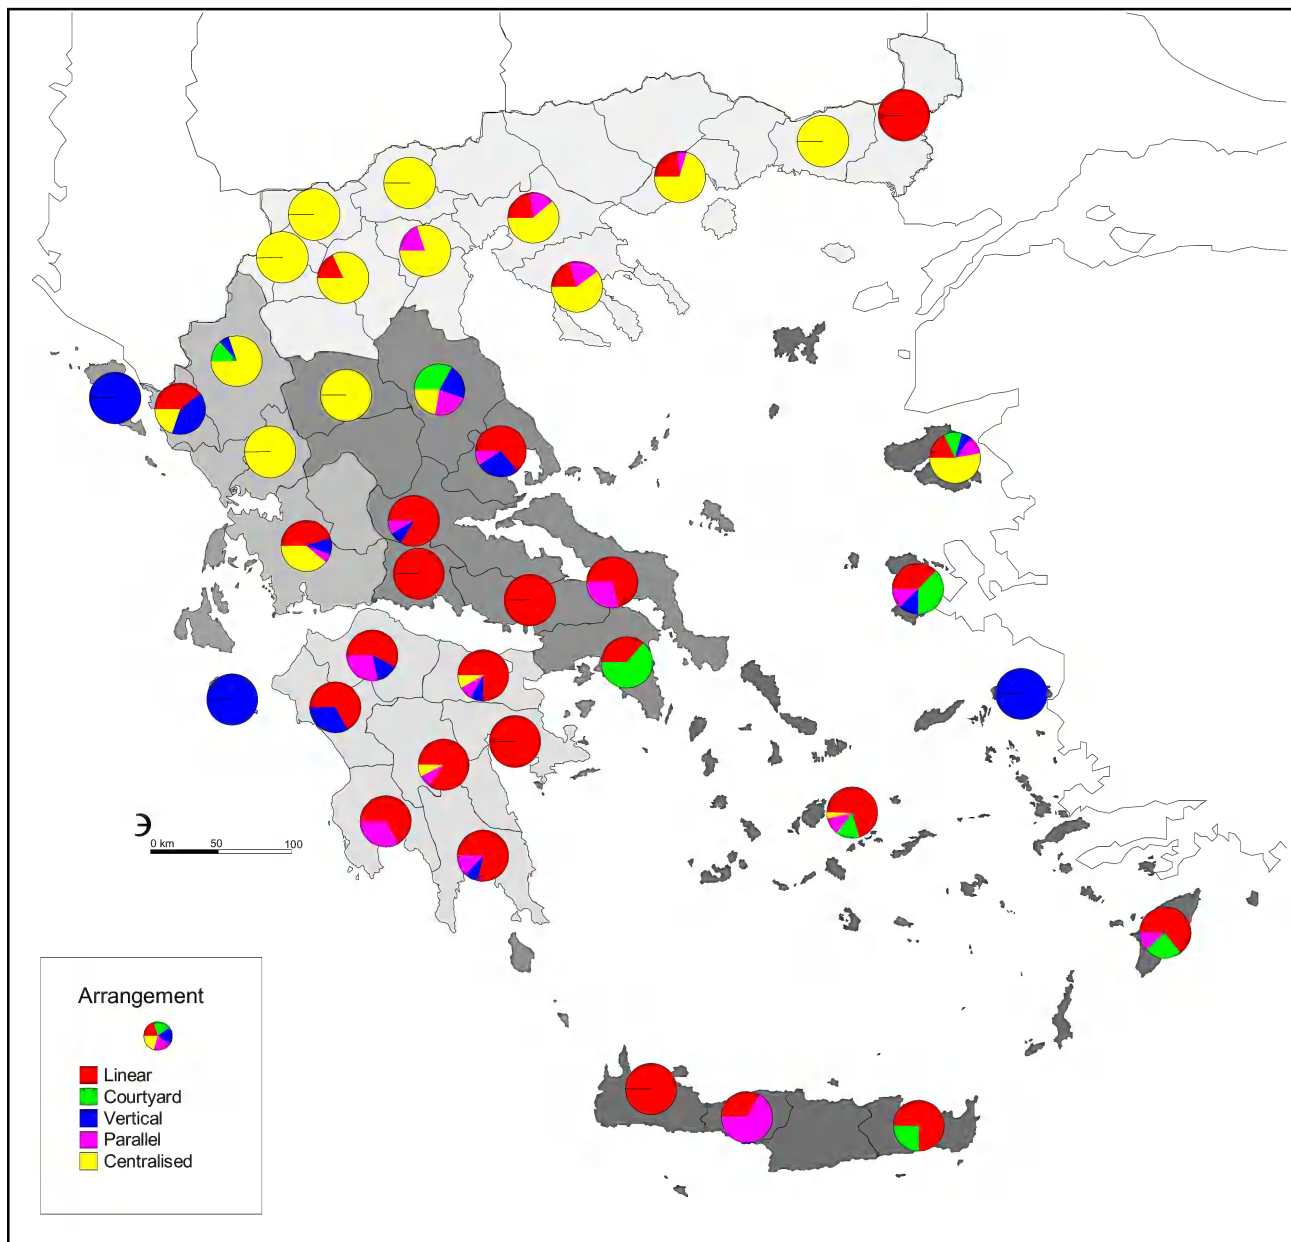 0 km 50 100
Arrangement
Linear
Courtyard
Vertical
Parallel
Centralised